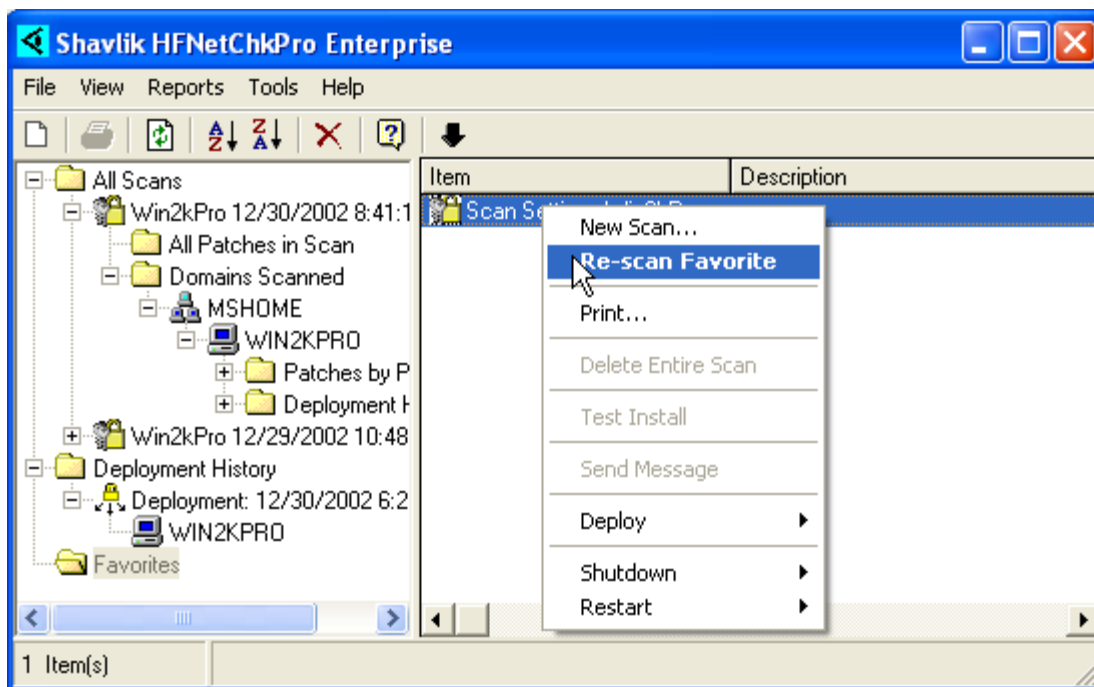 Shavlik HFNetChkPro Enterprise
File View Reports Tools Help
All Scans
Win2kPro 12/30/2002 8:41:1
All Patches in Scan
Domains Scanned
MSHOME
WIN2KPRO
Patches by P
Deployment H
Win2kPro 12/29/2002 10:48
Deployment History
Deployment: 12/30/2002 6:2
WIN2KPRO
Favorites
Item Description
Scan
New Scan...
Re-scan Favorite
Print...
Delete Entire Scan
Test Install
Send Message
Deploy
Shutdown
Restart
1 Item(s)